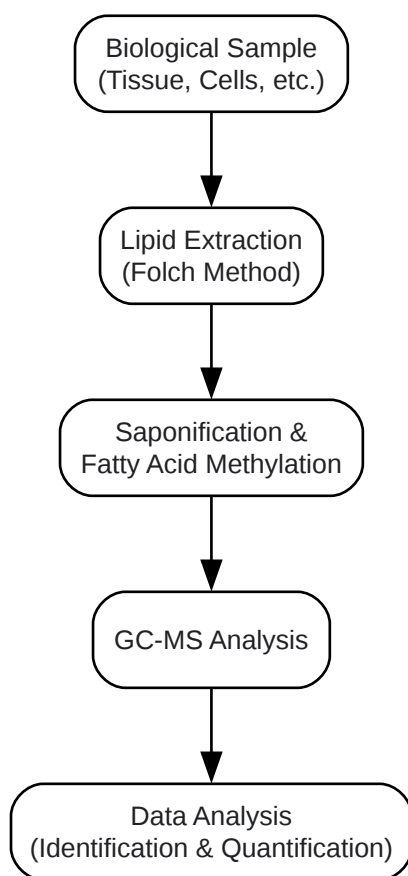 Biological Sample
(Tissue, Cells, etc.)
Lipid Extraction
(Folch Method)
Saponification &
Fatty Acid Methylation
GC-MS Analysis
Data Analysis
(Identification & Quantification)